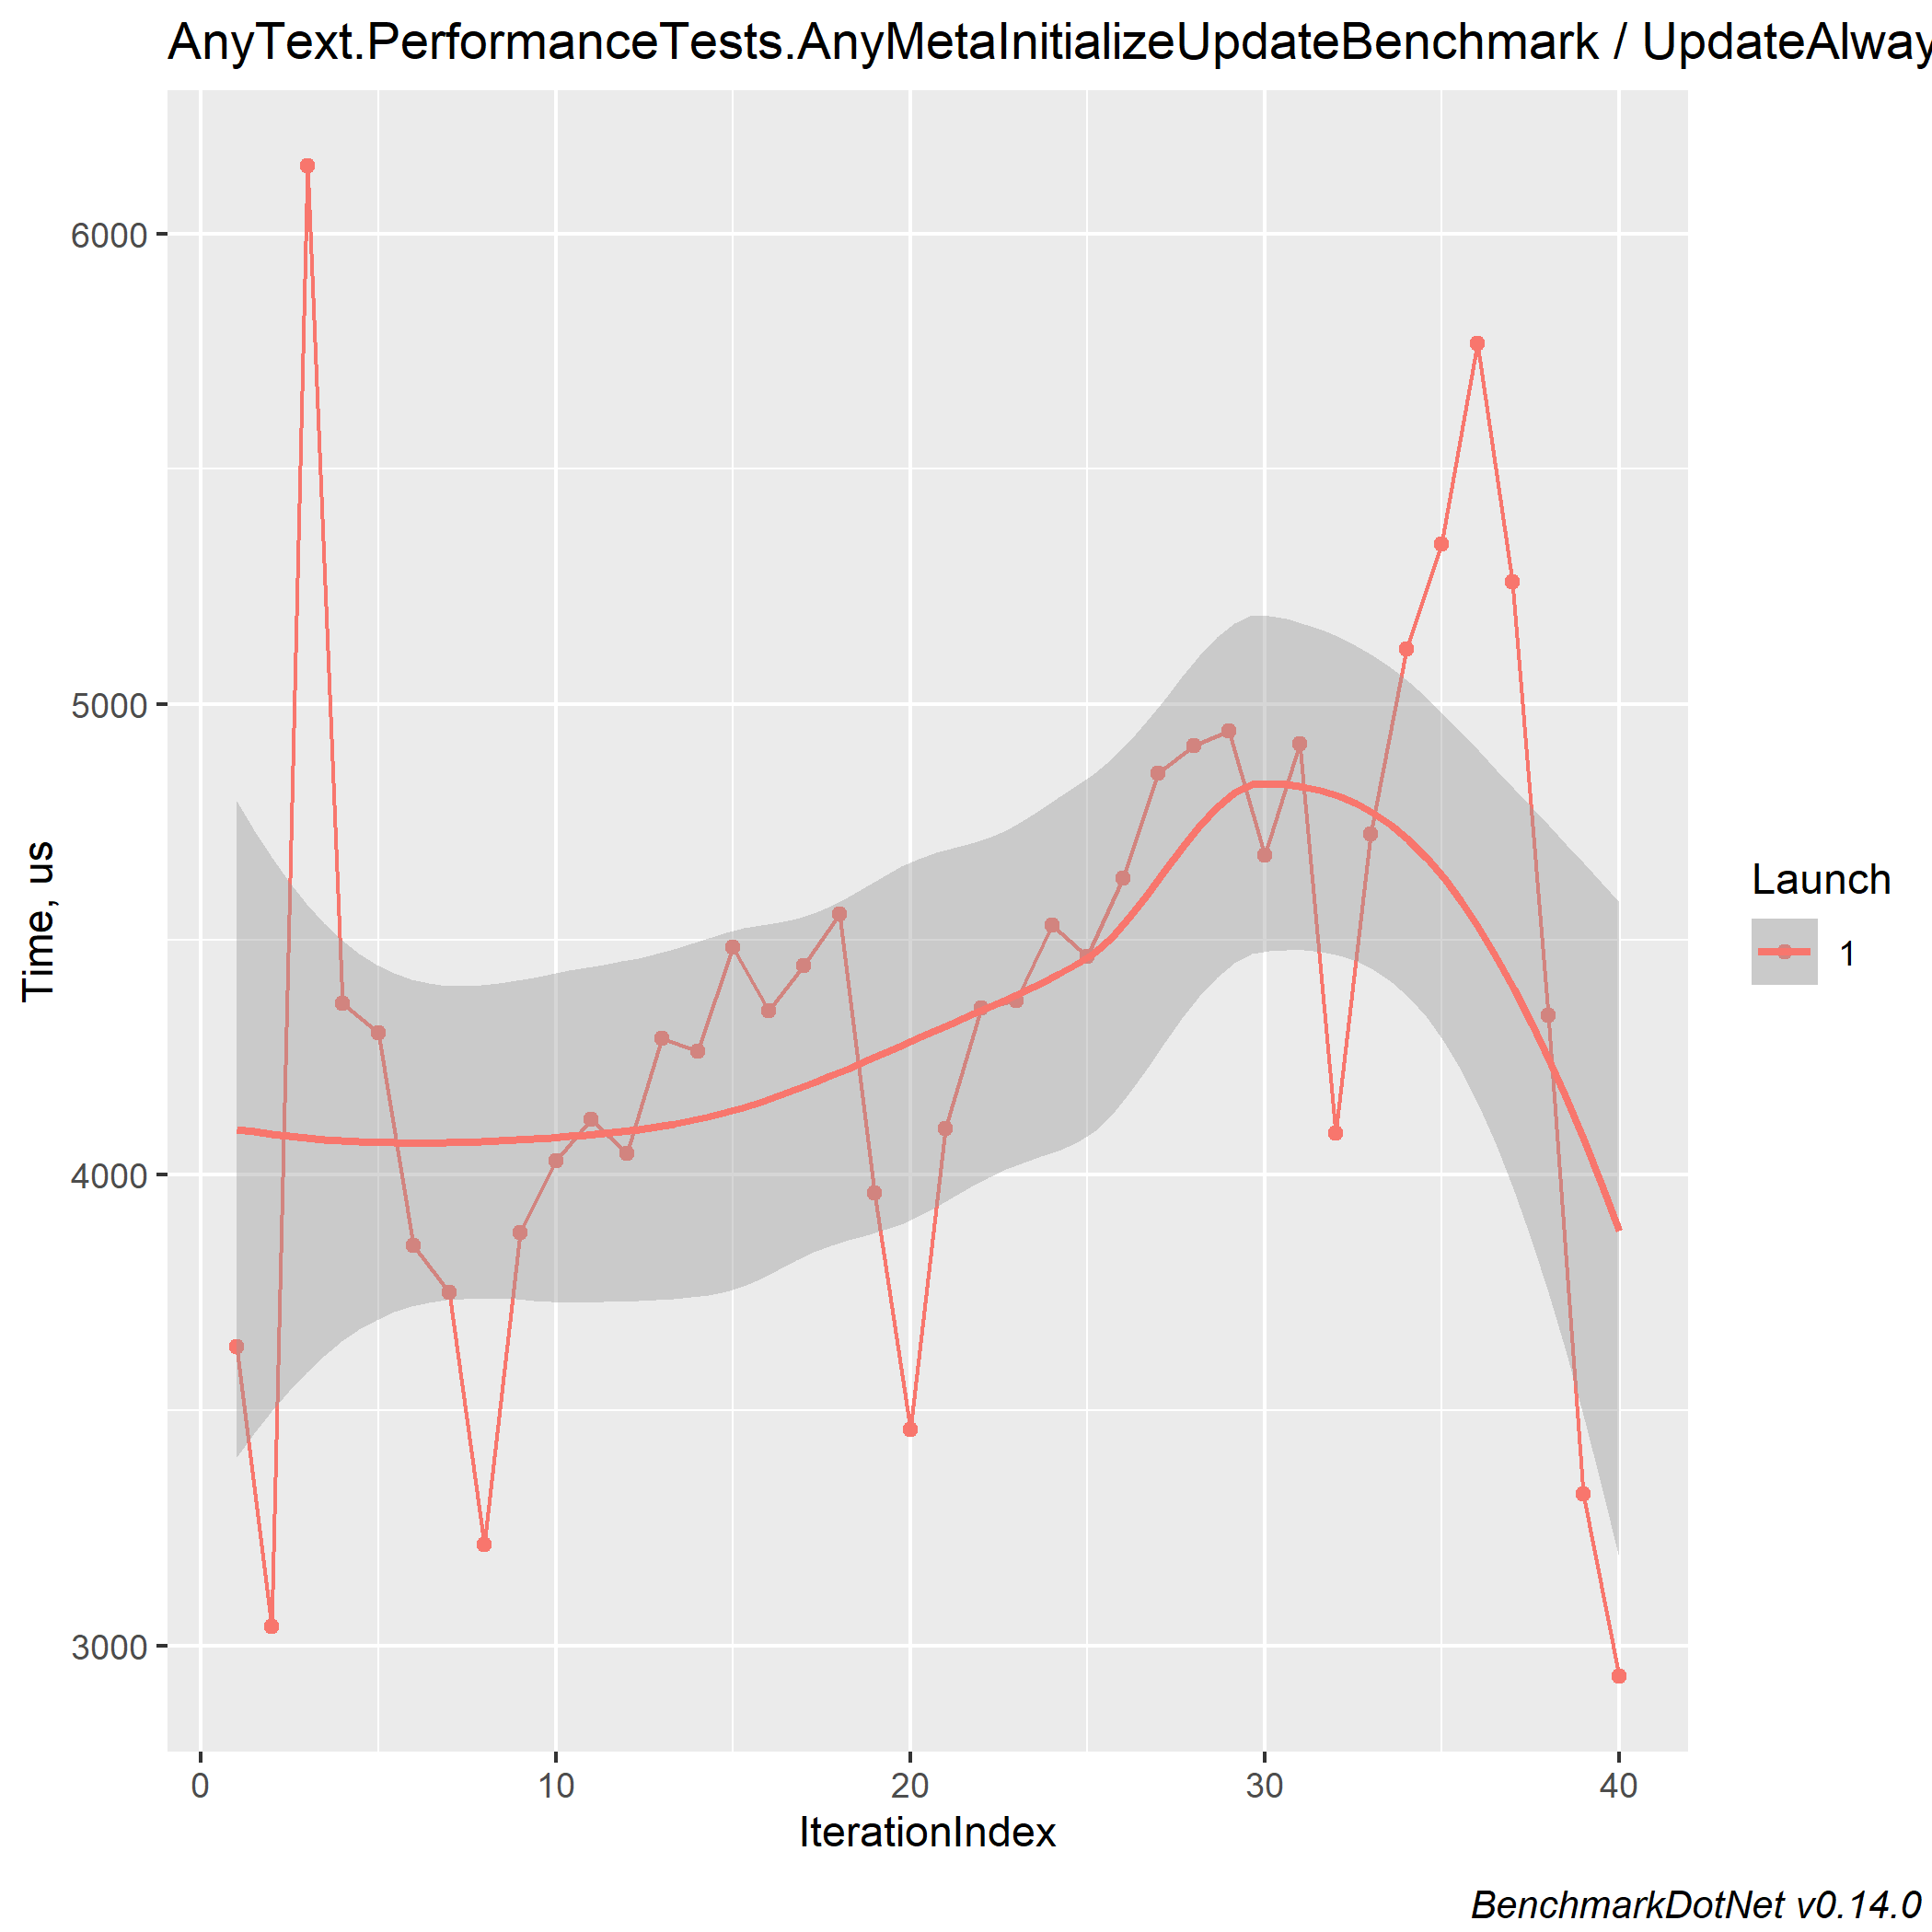 AnyText.PerformanceTests.AnyMetaInitializeUpdateBenchmark / UpdateAlway
6000
5000
4000
3000
Time, us
0 10 20 30 40
IterationIndex
Launch
1
BenchmarkDotNet v0.14.0